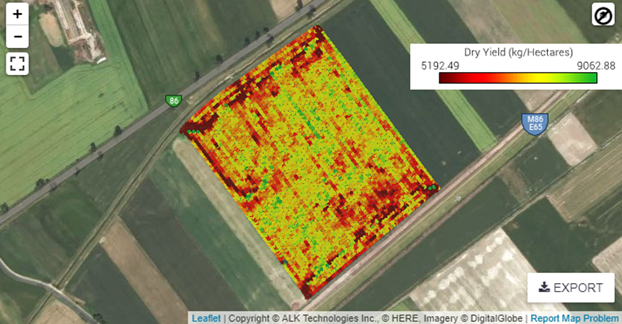 +
−
Dry Yield (kg/Hectares)
5192.49 9062.88
86
M86
E65
EXPORT
Leaflet | Copyright © ALK Technologies Inc., © HERE, Imagery © DigitalGlobe | Report Map Problem